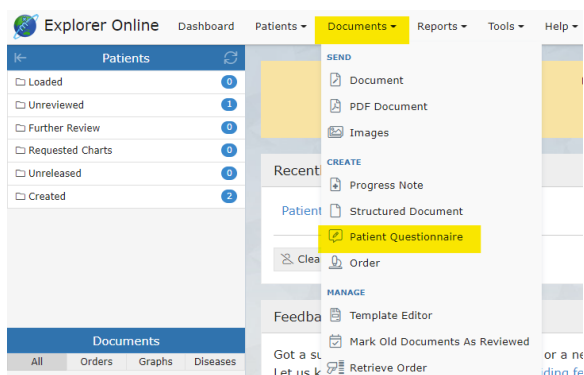 Explorer Online Dashboard Patients Documents Reports Tools Help
Patients
Loaded 0
Unreviewed 1
Further Review 0
Requested Charts 0
Unreleased 0
Created 2
Documents
All Orders Graphs Diseases
SEND
Document
PDF Document
Images
CREATE
Progress Note
Structured Document
Patient Questionnaire
Order
MANAGE
Template Editor
Mark Old Documents As Reviewed
Retrieve Order
Recent
Patient
Clea
Feedba
Got a su
or a ne
Let us k
iding fe